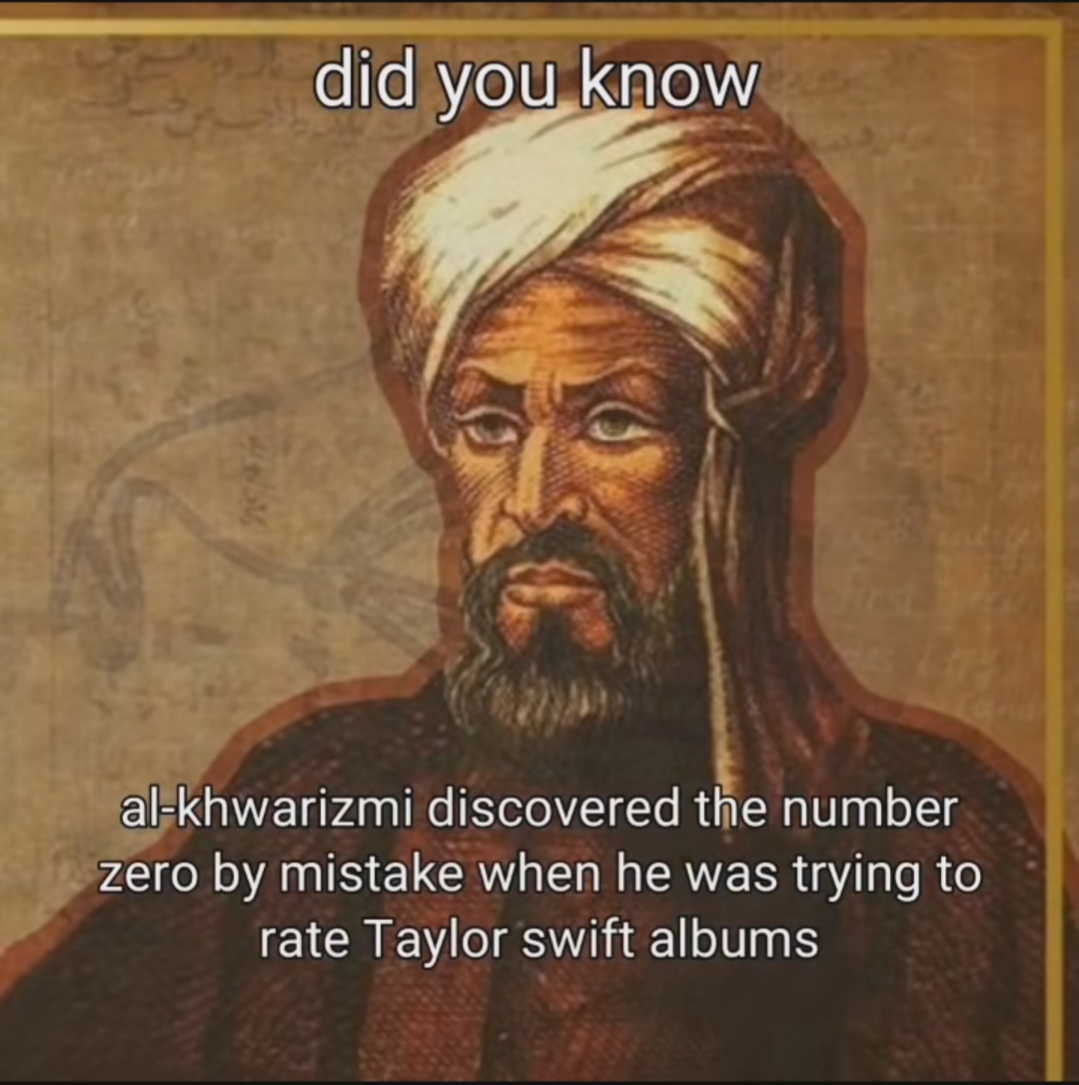 did you know
al-khwarizmi discovered the number
zero by mistake when he was trying to
rate Taylor swift albums